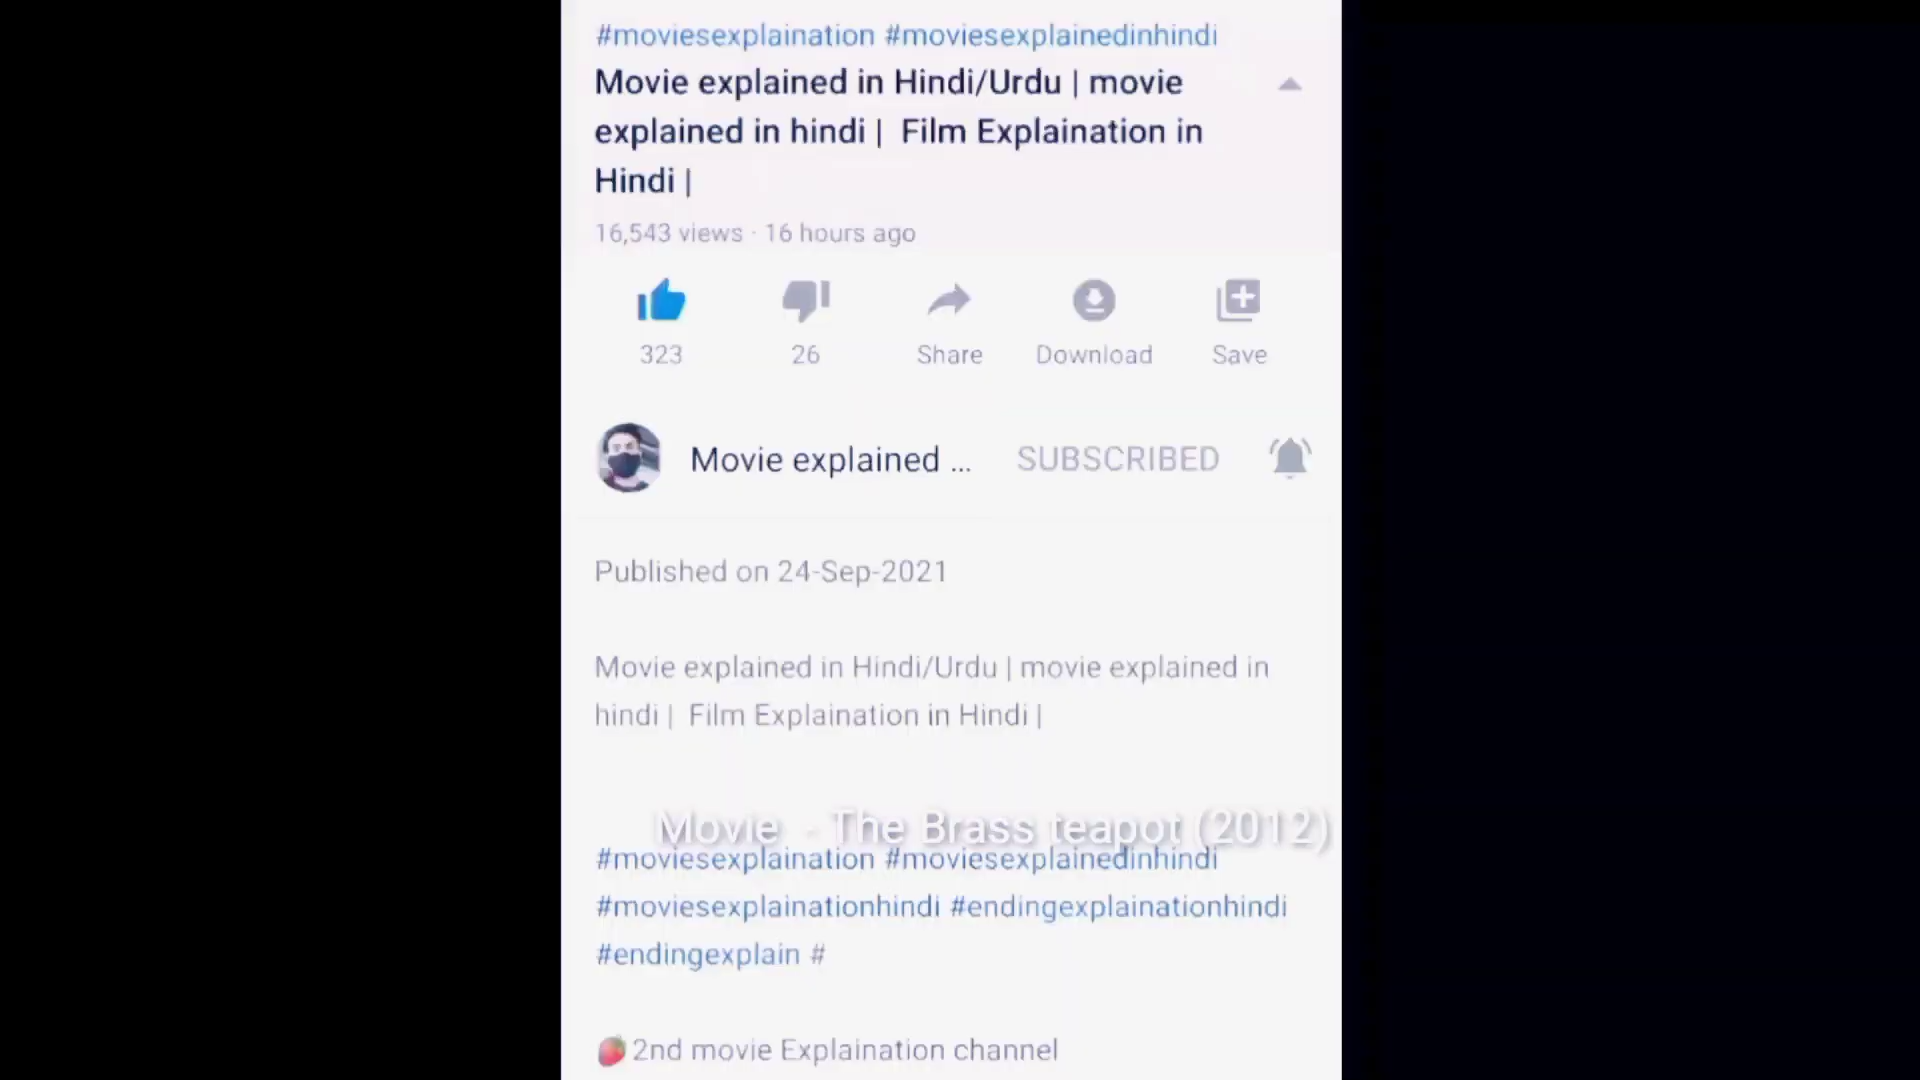 #moviesexplaination #moviesexplainedinhindi
Movie explained in Hindi/Urdu | movie
explained in hindi |  Film Explaination in
Hindi |
16,543 views · 16 hours ago
323
26
Share
Download
Save
Movie explained ...
SUBSCRIBED
Published on 24-Sep-2021
Movie explained in Hindi/Urdu | movie explained in
hindi |  Film Explaination in Hindi |
Movie  - The Brass teapot (2012)
#moviesexplaination #moviesexplainedinhindi
#moviesexplainationhindi #endingexplainationhindi
#endingexplain #
🍓2nd movie Explaination channel